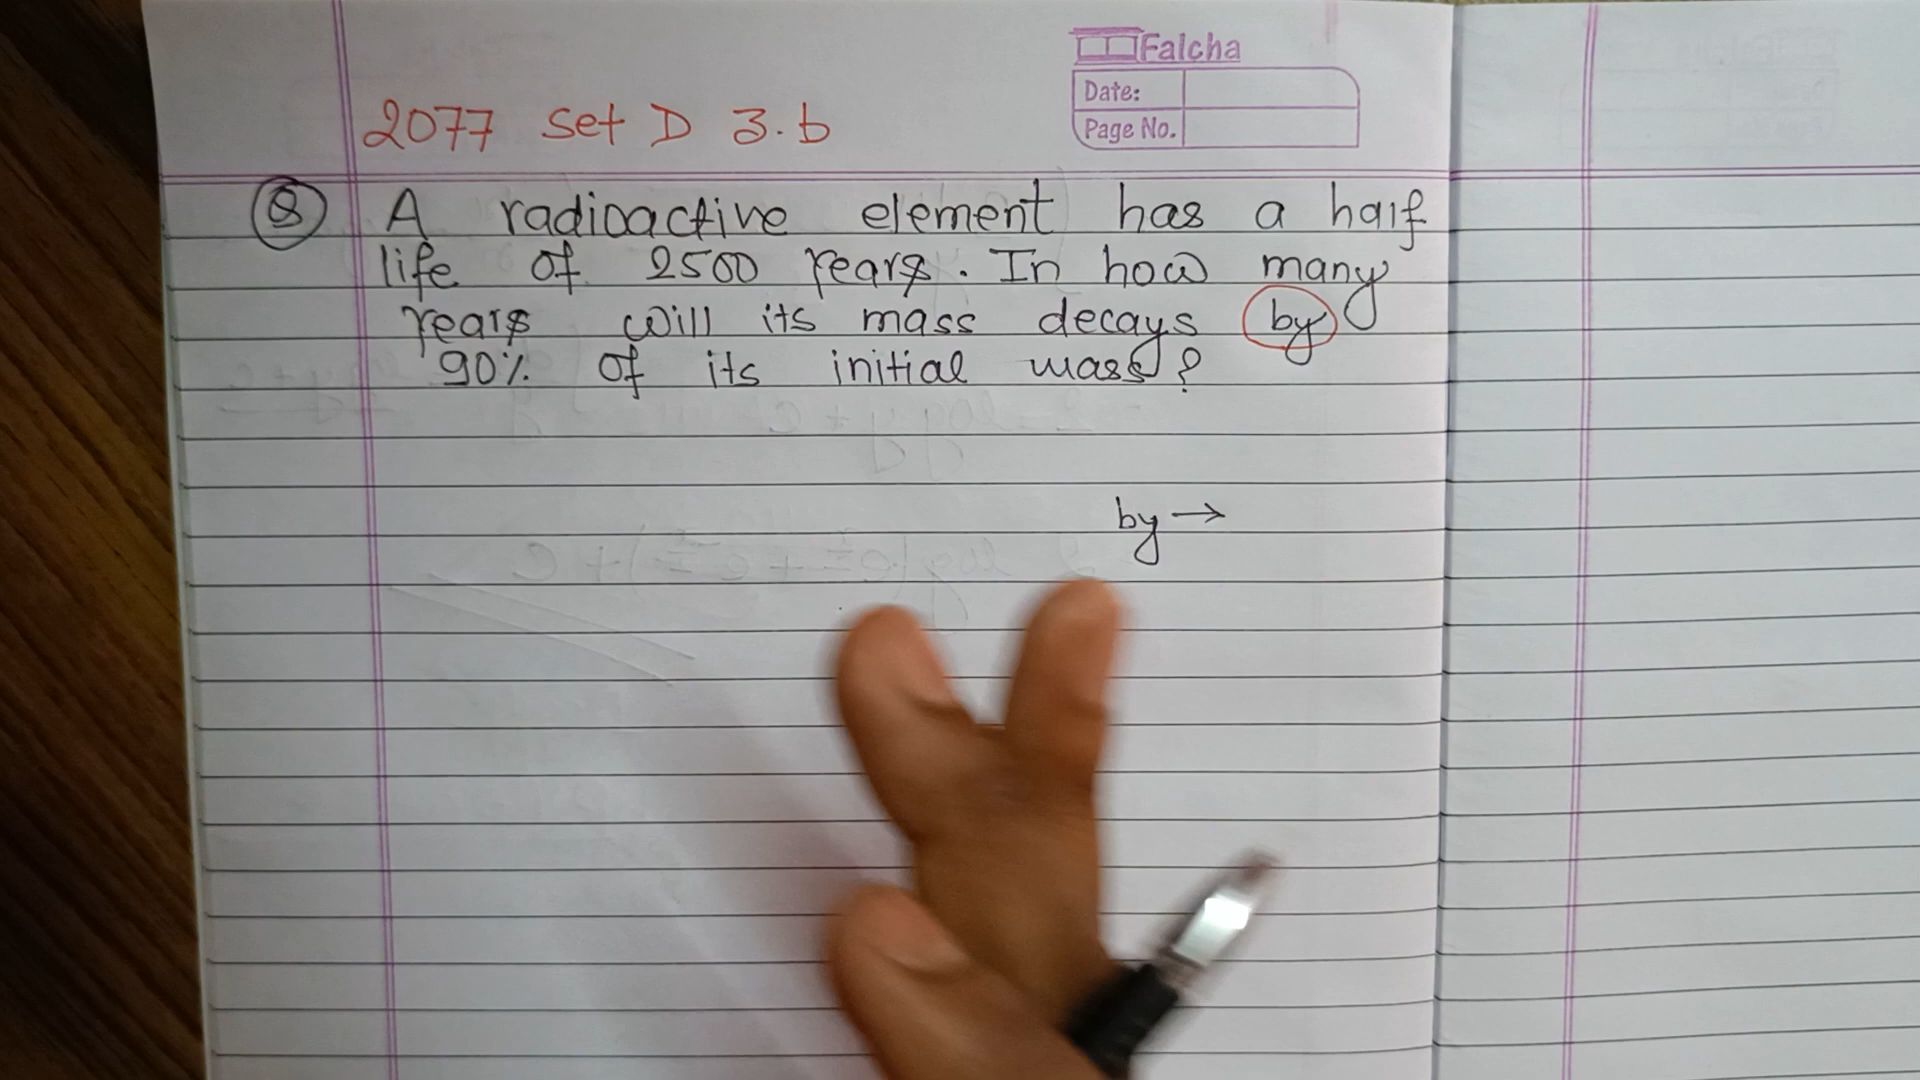 Falcha
Date:
Page No.
2077 set D 3.b
Q A radioactive element has a half
life of 2500 years. In how many
years will its mass decays by
90% of its initial mass?
by →